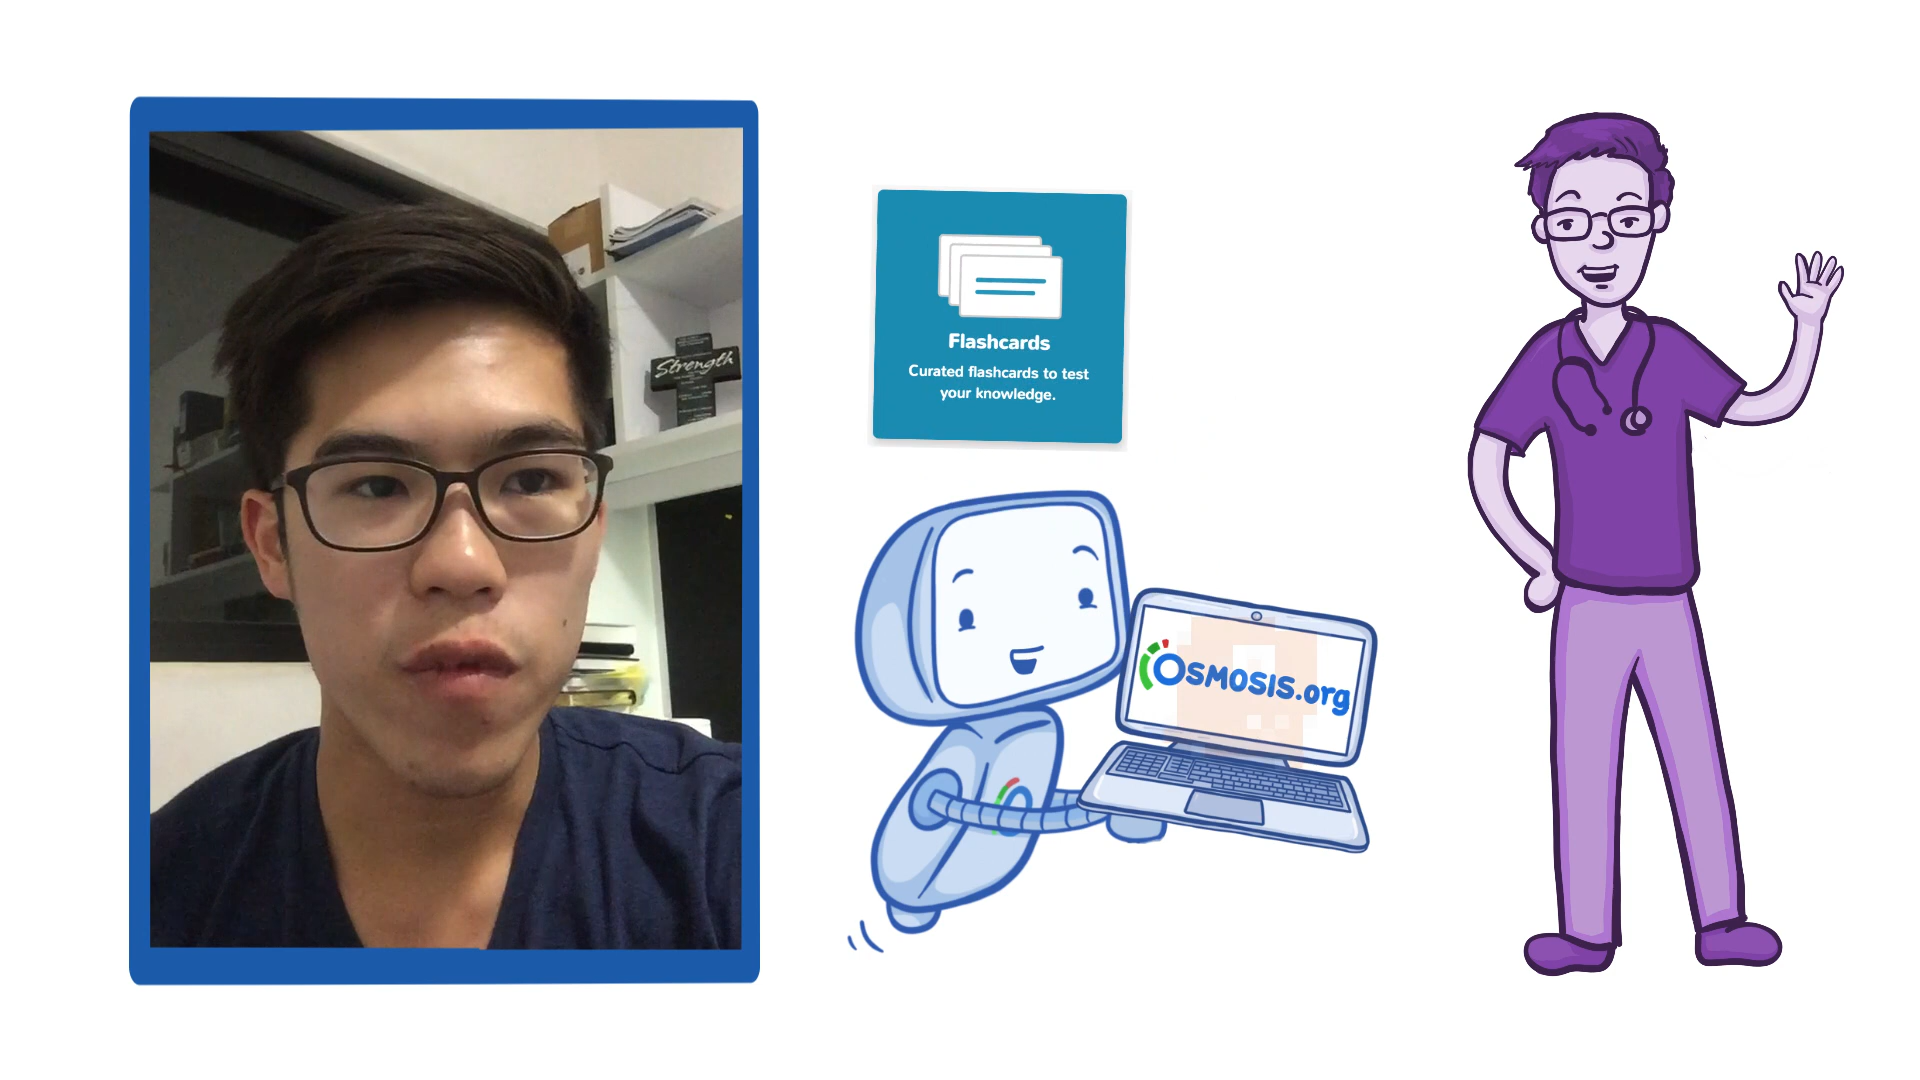 Strength
Flashcards
Curated flashcards to test
your knowledge.
OSMOSIS.org